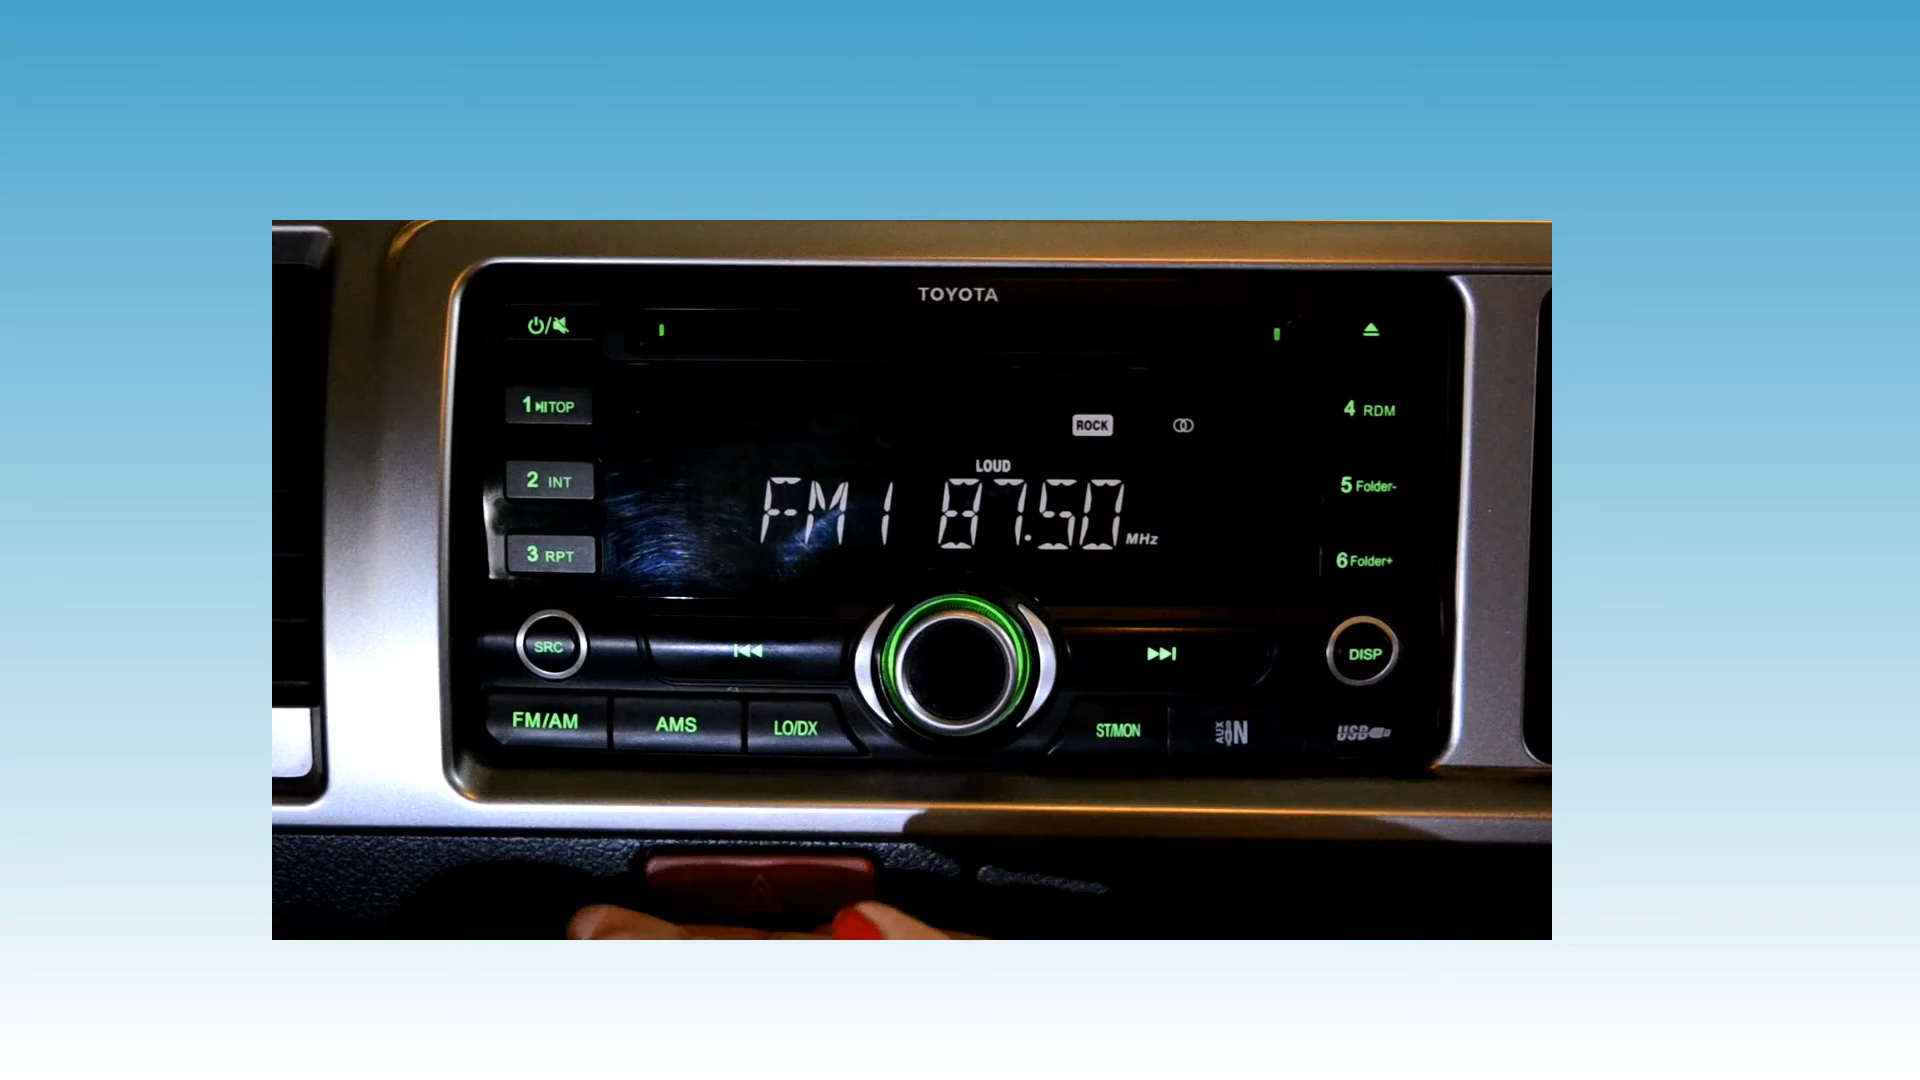 TOYOTA
1 TOP
4 RDM
ROCK
2 INT
LOUD
5 Folder-
FM1 87.50 MHz
3 RPT
6 Folder+
SRC
DISP
FM/AM
AMS
LO/DX
ST/MON
AUX IN
USB